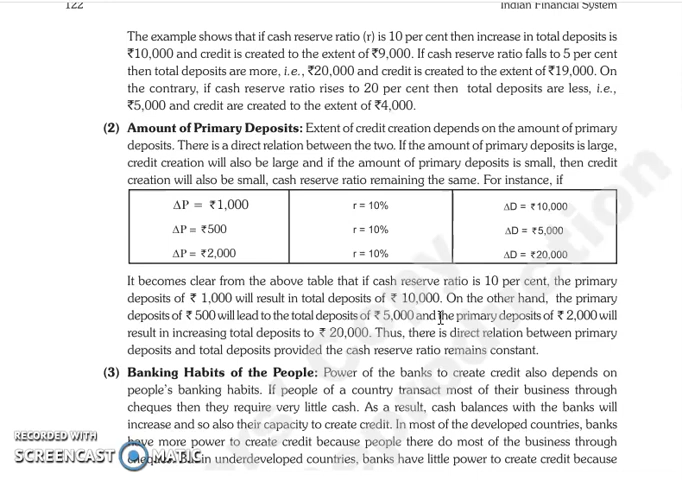 122 Indian Financial System
The example shows that if cash reserve ratio (r) is 10 per cent then increase in total deposits is
₹10,000 and credit is created to the extent of ₹9,000. If cash reserve ratio falls to 5 per cent
then total deposits are more, i.e., ₹20,000 and credit is created to the extent of ₹19,000. On
the contrary, if cash reserve ratio rises to 20 per cent then total deposits are less, i.e.,
₹5,000 and credit are created to the extent of ₹4,000.
(2) Amount of Primary Deposits: Extent of credit creation depends on the amount of primary
deposits. There is a direct relation between the two. If the amount of primary deposits is large,
credit creation will also be large and if the amount of primary deposits is small, then credit
creation will also be small, cash reserve ratio remaining the same. For instance, if
ΔP = ₹1,000 r = 10% ΔD = ₹10,000
ΔP = ₹500 r = 10% ΔD = ₹5,000
ΔP = ₹2,000 r = 10% ΔD = ₹20,000
It becomes clear from the above table that if cash reserve ratio is 10 per cent, the primary
deposits of ₹ 1,000 will result in total deposits of ₹ 10,000. On the other hand, the primary
deposits of ₹ 500 will lead to the total deposits of ₹ 5,000 and the primary deposits of ₹ 2,000 will
result in increasing total deposits to ₹ 20,000. Thus, there is direct relation between primary
deposits and total deposits provided the cash reserve ratio remains constant.
(3) Banking Habits of the People: Power of the banks to create credit also depends on
people's banking habits. If people of a country transact most of their business through
cheques then they require very little cash. As a result, cash balances with the banks will
increase and so also their capacity to create credit. In most of the developed countries, banks
have more power to create credit because people there do most of the business through
in underdeveloped countries, banks have little power to create credit because
RECORDED WITH
SCREENCAST MATIC